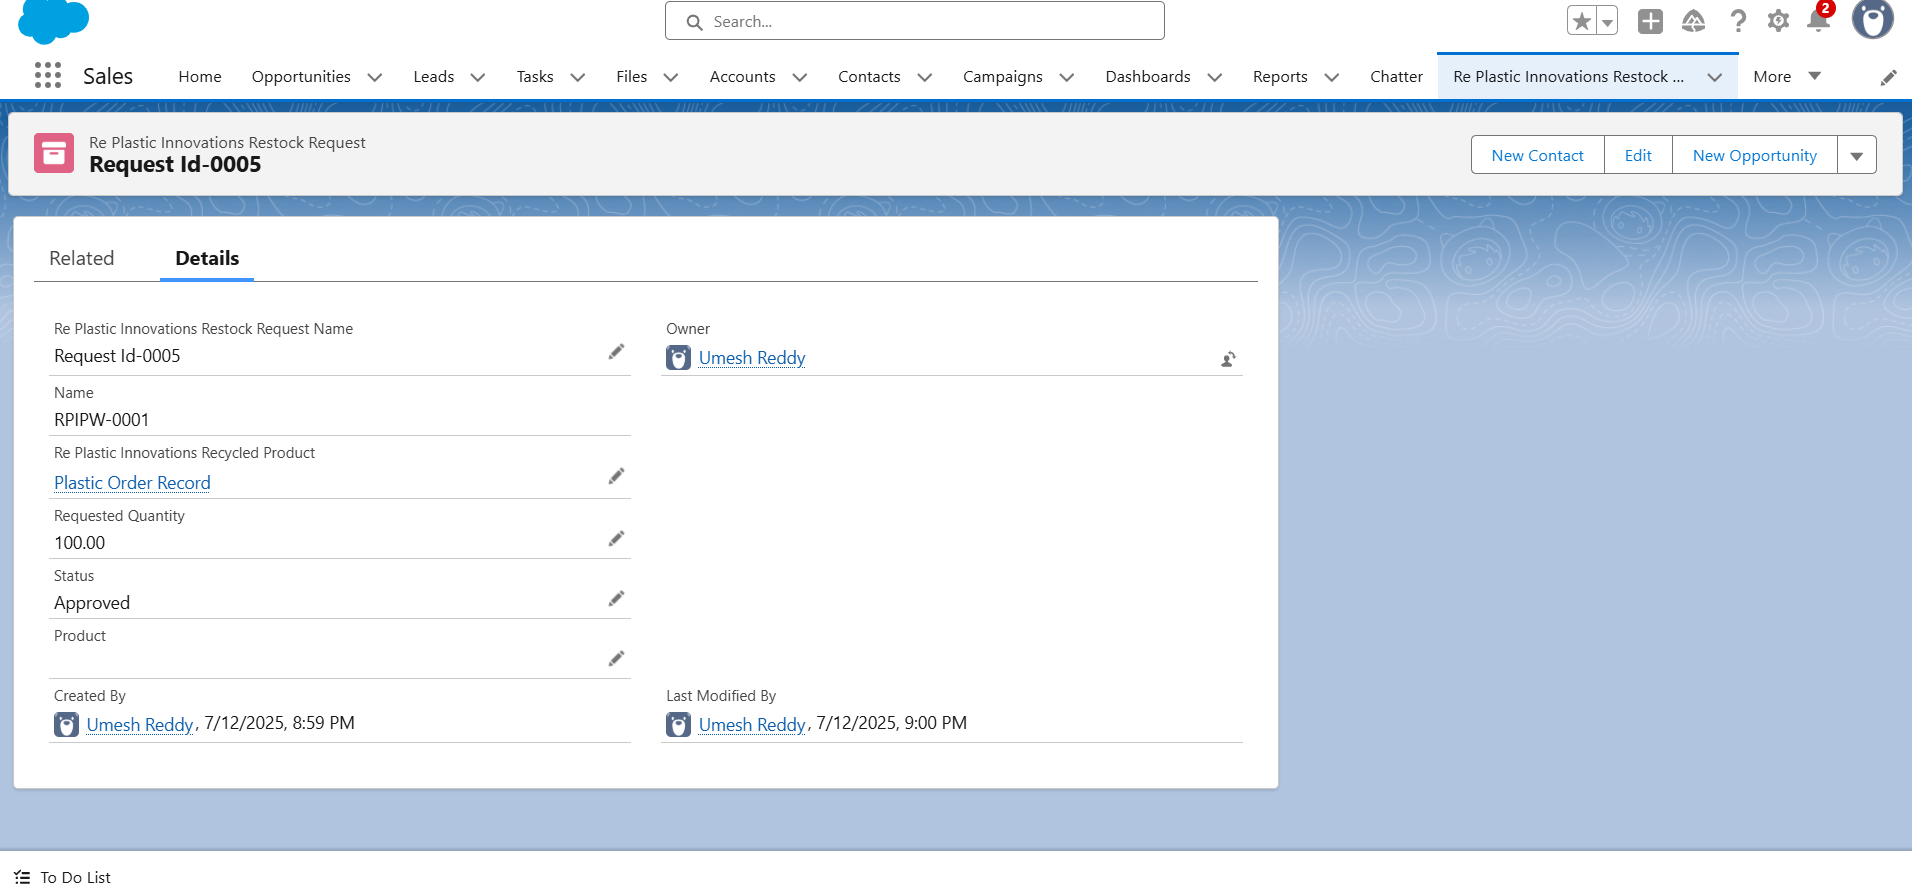 Search...
2
Sales
Home
Opportunities
Leads
Tasks
Files
Accounts
Contacts
Campaigns
Dashboards
Reports
Chatter
Re Plastic Innovations Restock ...
More
Re Plastic Innovations Restock Request
Request Id-0005
New Contact
Edit
New Opportunity
Related
Details
Re Plastic Innovations Restock Request Name
Request Id-0005
Owner
Umesh Reddy
Name
RPIPW-0001
Re Plastic Innovations Recycled Product
Plastic Order Record
Requested Quantity
100.00
Status
Approved
Product
Created By
Umesh Reddy, 7/12/2025, 8:59 PM
Last Modified By
Umesh Reddy, 7/12/2025, 9:00 PM
To Do List